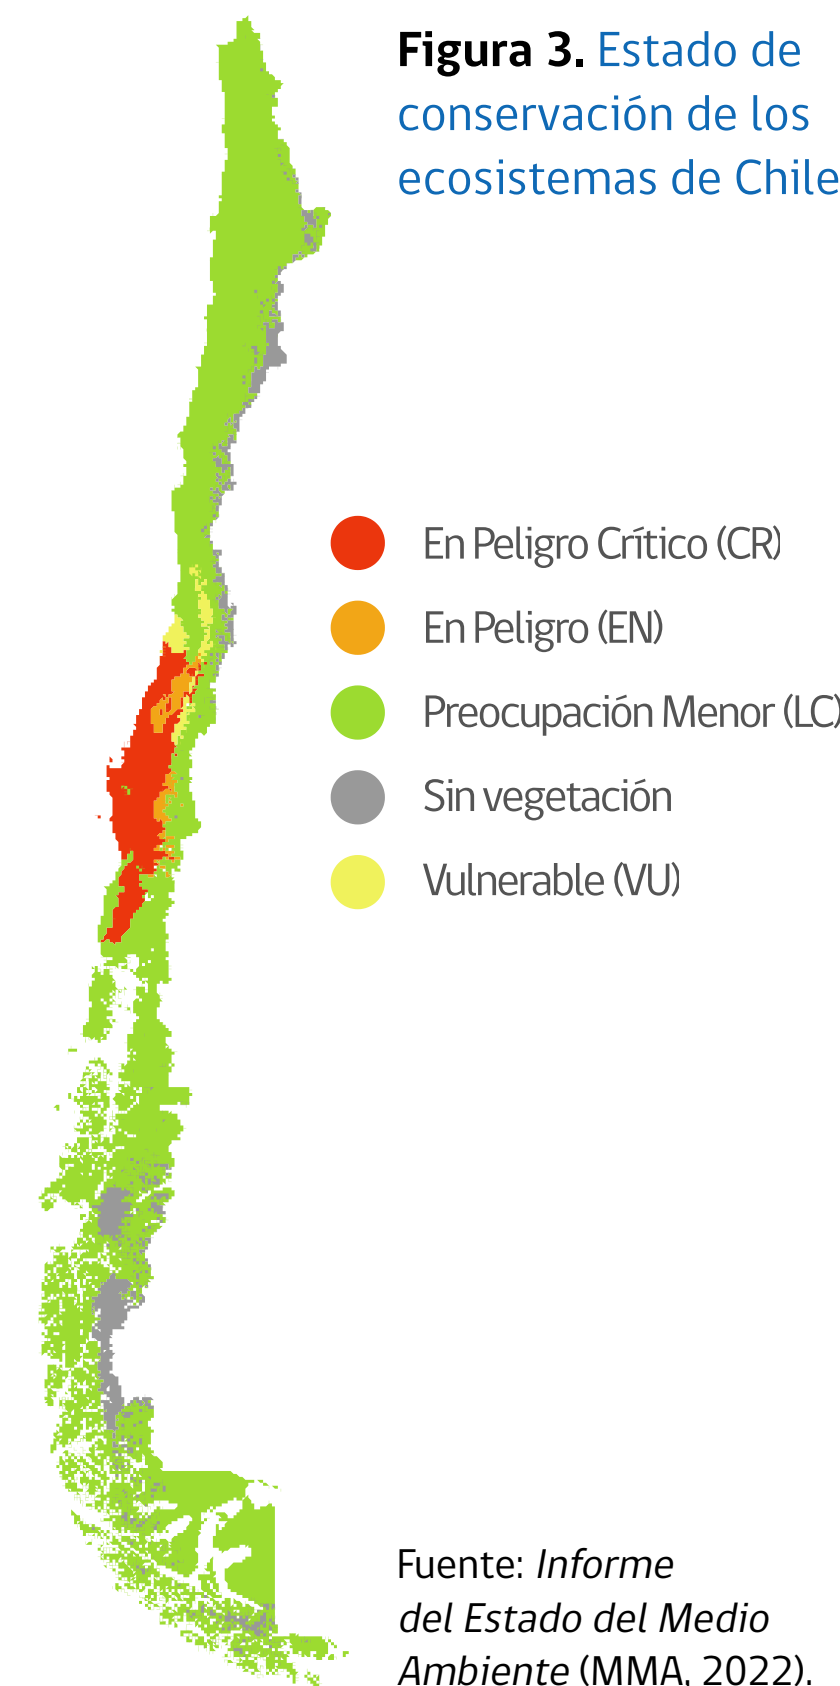 Figura 3. Estado de
conservación de los
ecosistemas de Chile
En Peligro Crítico (CR)
En Peligro (EN)
Preocupación Menor (LC)
Sin vegetación
Vulnerable (VU)
Fuente: Informe
del Estado del Medio
Ambiente (MMA, 2022).